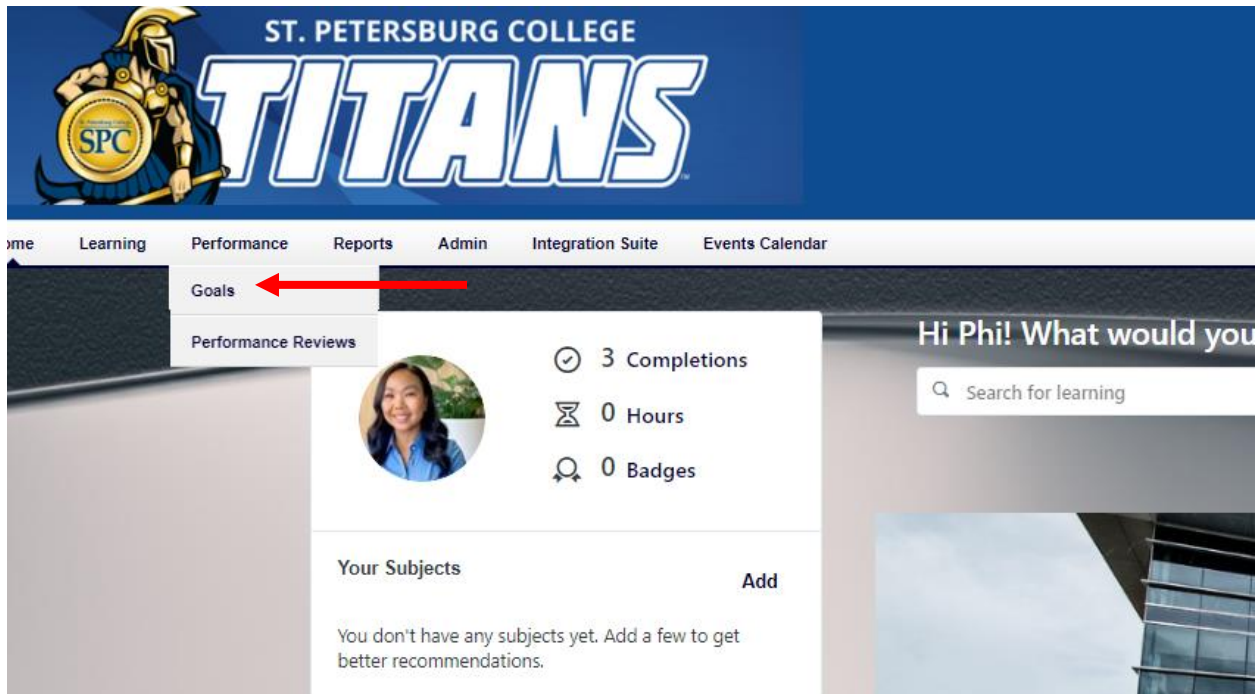 ST. PETERSBURG COLLEGE
TITANS
SPC
ome Learning Performance Reports Admin Integration Suite Events Calendar
Goals
Performance Reviews
3 Completions
0 Hours
0 Badges
Your Subjects
Add
You don't have any subjects yet. Add a few to get
better recommendations.
Hi Phi! What would you
Search for learning